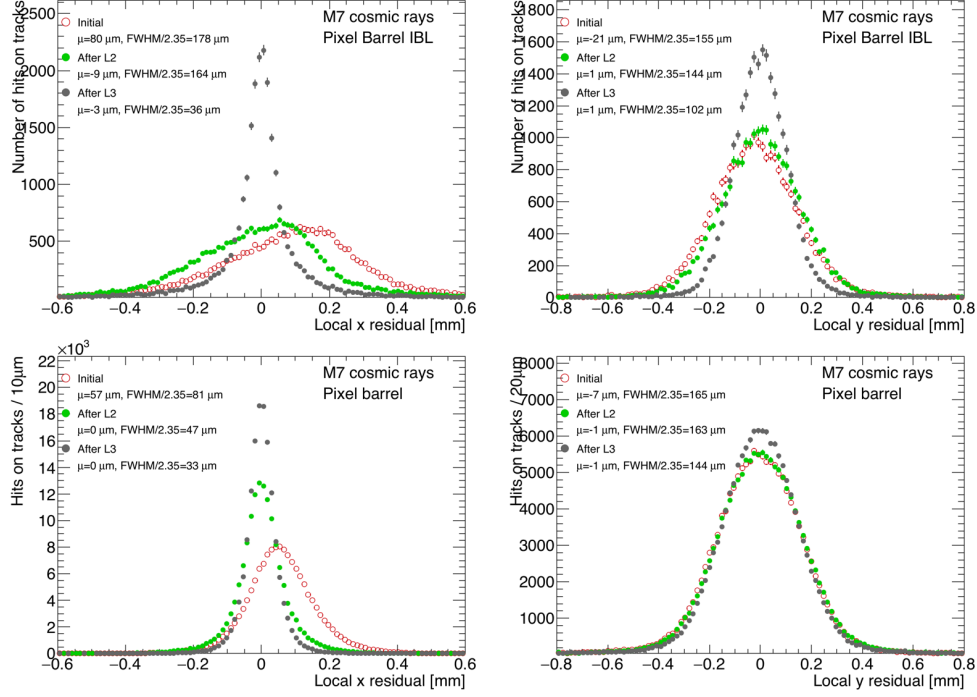 M7 cosmic rays
Pixel Barrel IBL
Initial
μ=80 μm, FWHM/2.35=178 μm
After L2
μ=-9 μm, FWHM/2.35=164 μm
After L3
μ=-3 μm, FWHM/2.35=36 μm
Number of hits on tracks
2500
2000
1500
1000
500
−0.6 −0.4 −0.2 0 0.2 0.4 0.6
Local x residual [mm]
M7 cosmic rays
Pixel Barrel IBL
Initial
μ=-21 μm, FWHM/2.35=155 μm
After L2
μ=1 μm, FWHM/2.35=144 μm
After L3
μ=1 μm, FWHM/2.35=102 μm
Number of hits on tracks
1800
1600
1400
1200
1000
800
600
400
200
0
−0.8 −0.6 −0.4 −0.2 0 0.2 0.4 0.6 0.8
Local y residual [mm]
×10³
M7 cosmic rays
Pixel barrel
Initial
μ=57 μm, FWHM/2.35=81 μm
After L2
μ=0 μm, FWHM/2.35=47 μm
After L3
μ=0 μm, FWHM/2.35=33 μm
Hits on tracks / 10μm
22
20
18
16
14
12
10
8
6
4
2
0
−0.6 −0.4 −0.2 0 0.2 0.4 0.6
Local x residual [mm]
M7 cosmic rays
Pixel barrel
Initial
μ=-7 μm, FWHM/2.35=165 μm
After L2
μ=-1 μm, FWHM/2.35=163 μm
After L3
μ=-1 μm, FWHM/2.35=144 μm
Hits on tracks / 20μm
8000
7000
6000
5000
4000
3000
2000
1000
−0.8 −0.6 −0.4 −0.2 0 0.2 0.4 0.6 0.8
Local y residual [mm]